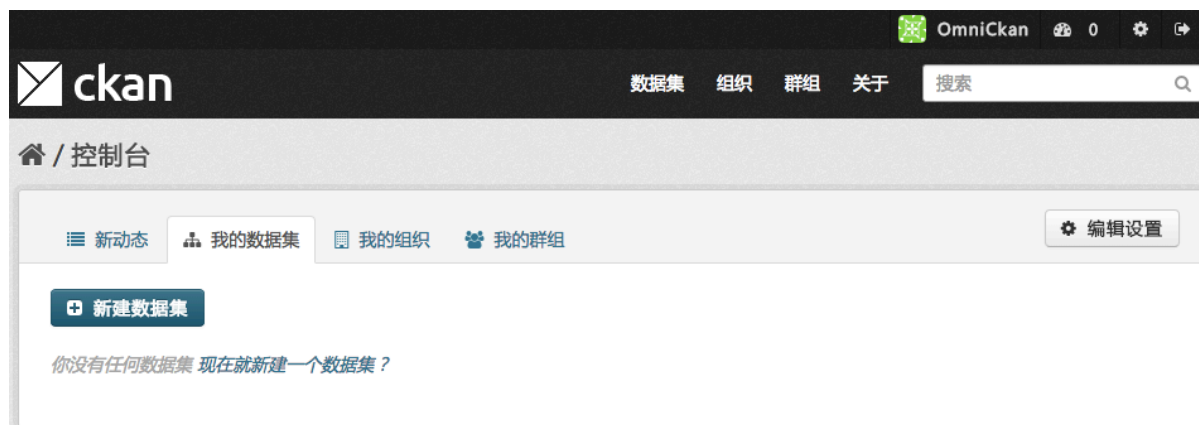 OmniCkan 0
ckan 数据集 组织 群组 关于 搜索
/ 控制台
新动态 我的数据集 我的组织 我的群组 编辑设置
新建数据集
你没有任何数据集 现在就新建一个数据集？